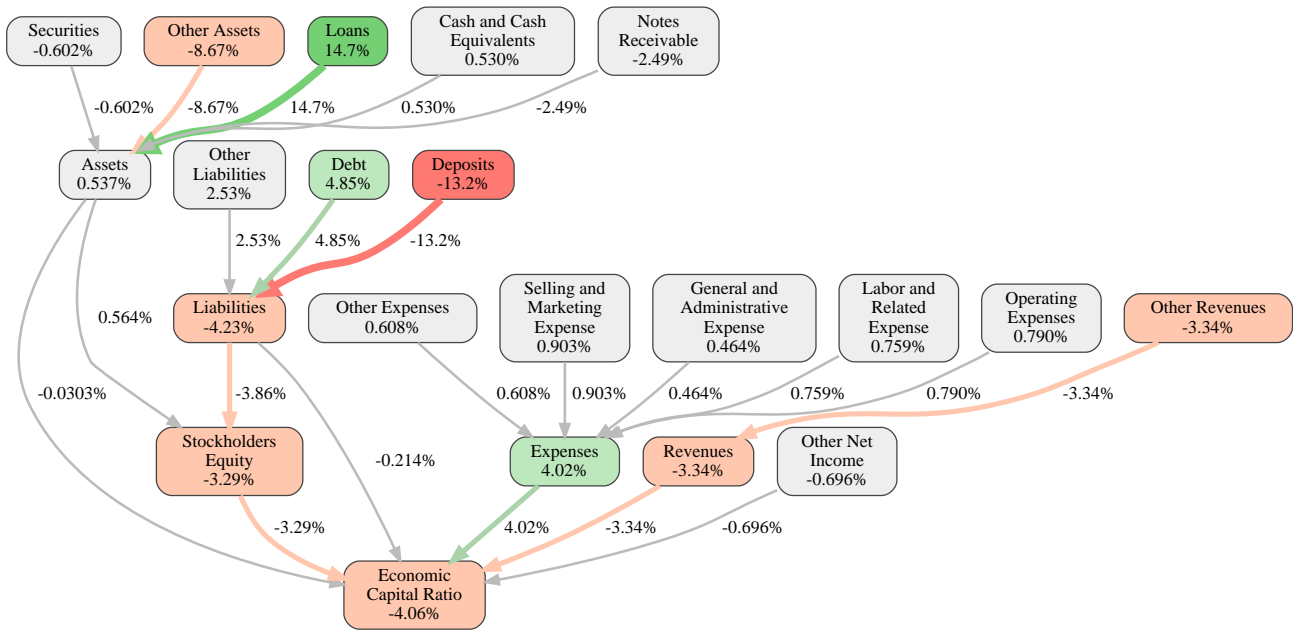 Securities
-0.602%
Other Assets
-8.67%
Loans
14.7%
Cash and Cash
Equivalents
0.530%
Notes
Receivable
-2.49%
-0.602%
-8.67%
14.7%
0.530%
-2.49%
Assets
0.537%
Other
Liabilities
2.53%
Debt
4.85%
Deposits
-13.2%
2.53%
4.85%
-13.2%
Liabilities
-4.23%
Other Expenses
0.608%
Selling and
Marketing
Expense
0.903%
General and
Administrative
Expense
0.464%
Labor and
Related
Expense
0.759%
Operating
Expenses
0.790%
Other Revenues
-3.34%
0.564%
-0.0303%
-3.86%
0.608%
0.903%
0.464%
0.759%
0.790%
-3.34%
Stockholders
Equity
-3.29%
-0.214%
Expenses
4.02%
Revenues
-3.34%
Other Net
Income
-0.696%
-3.29%
4.02%
-3.34%
-0.696%
Economic
Capital Ratio
-4.06%